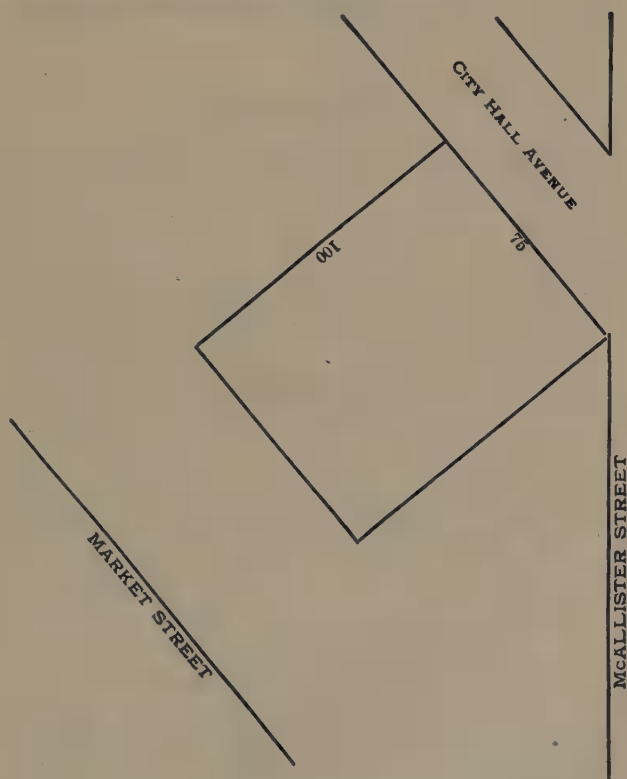 CITY HALL AVENUE
75
100
MARKET STREET
MCALLISTER STREET